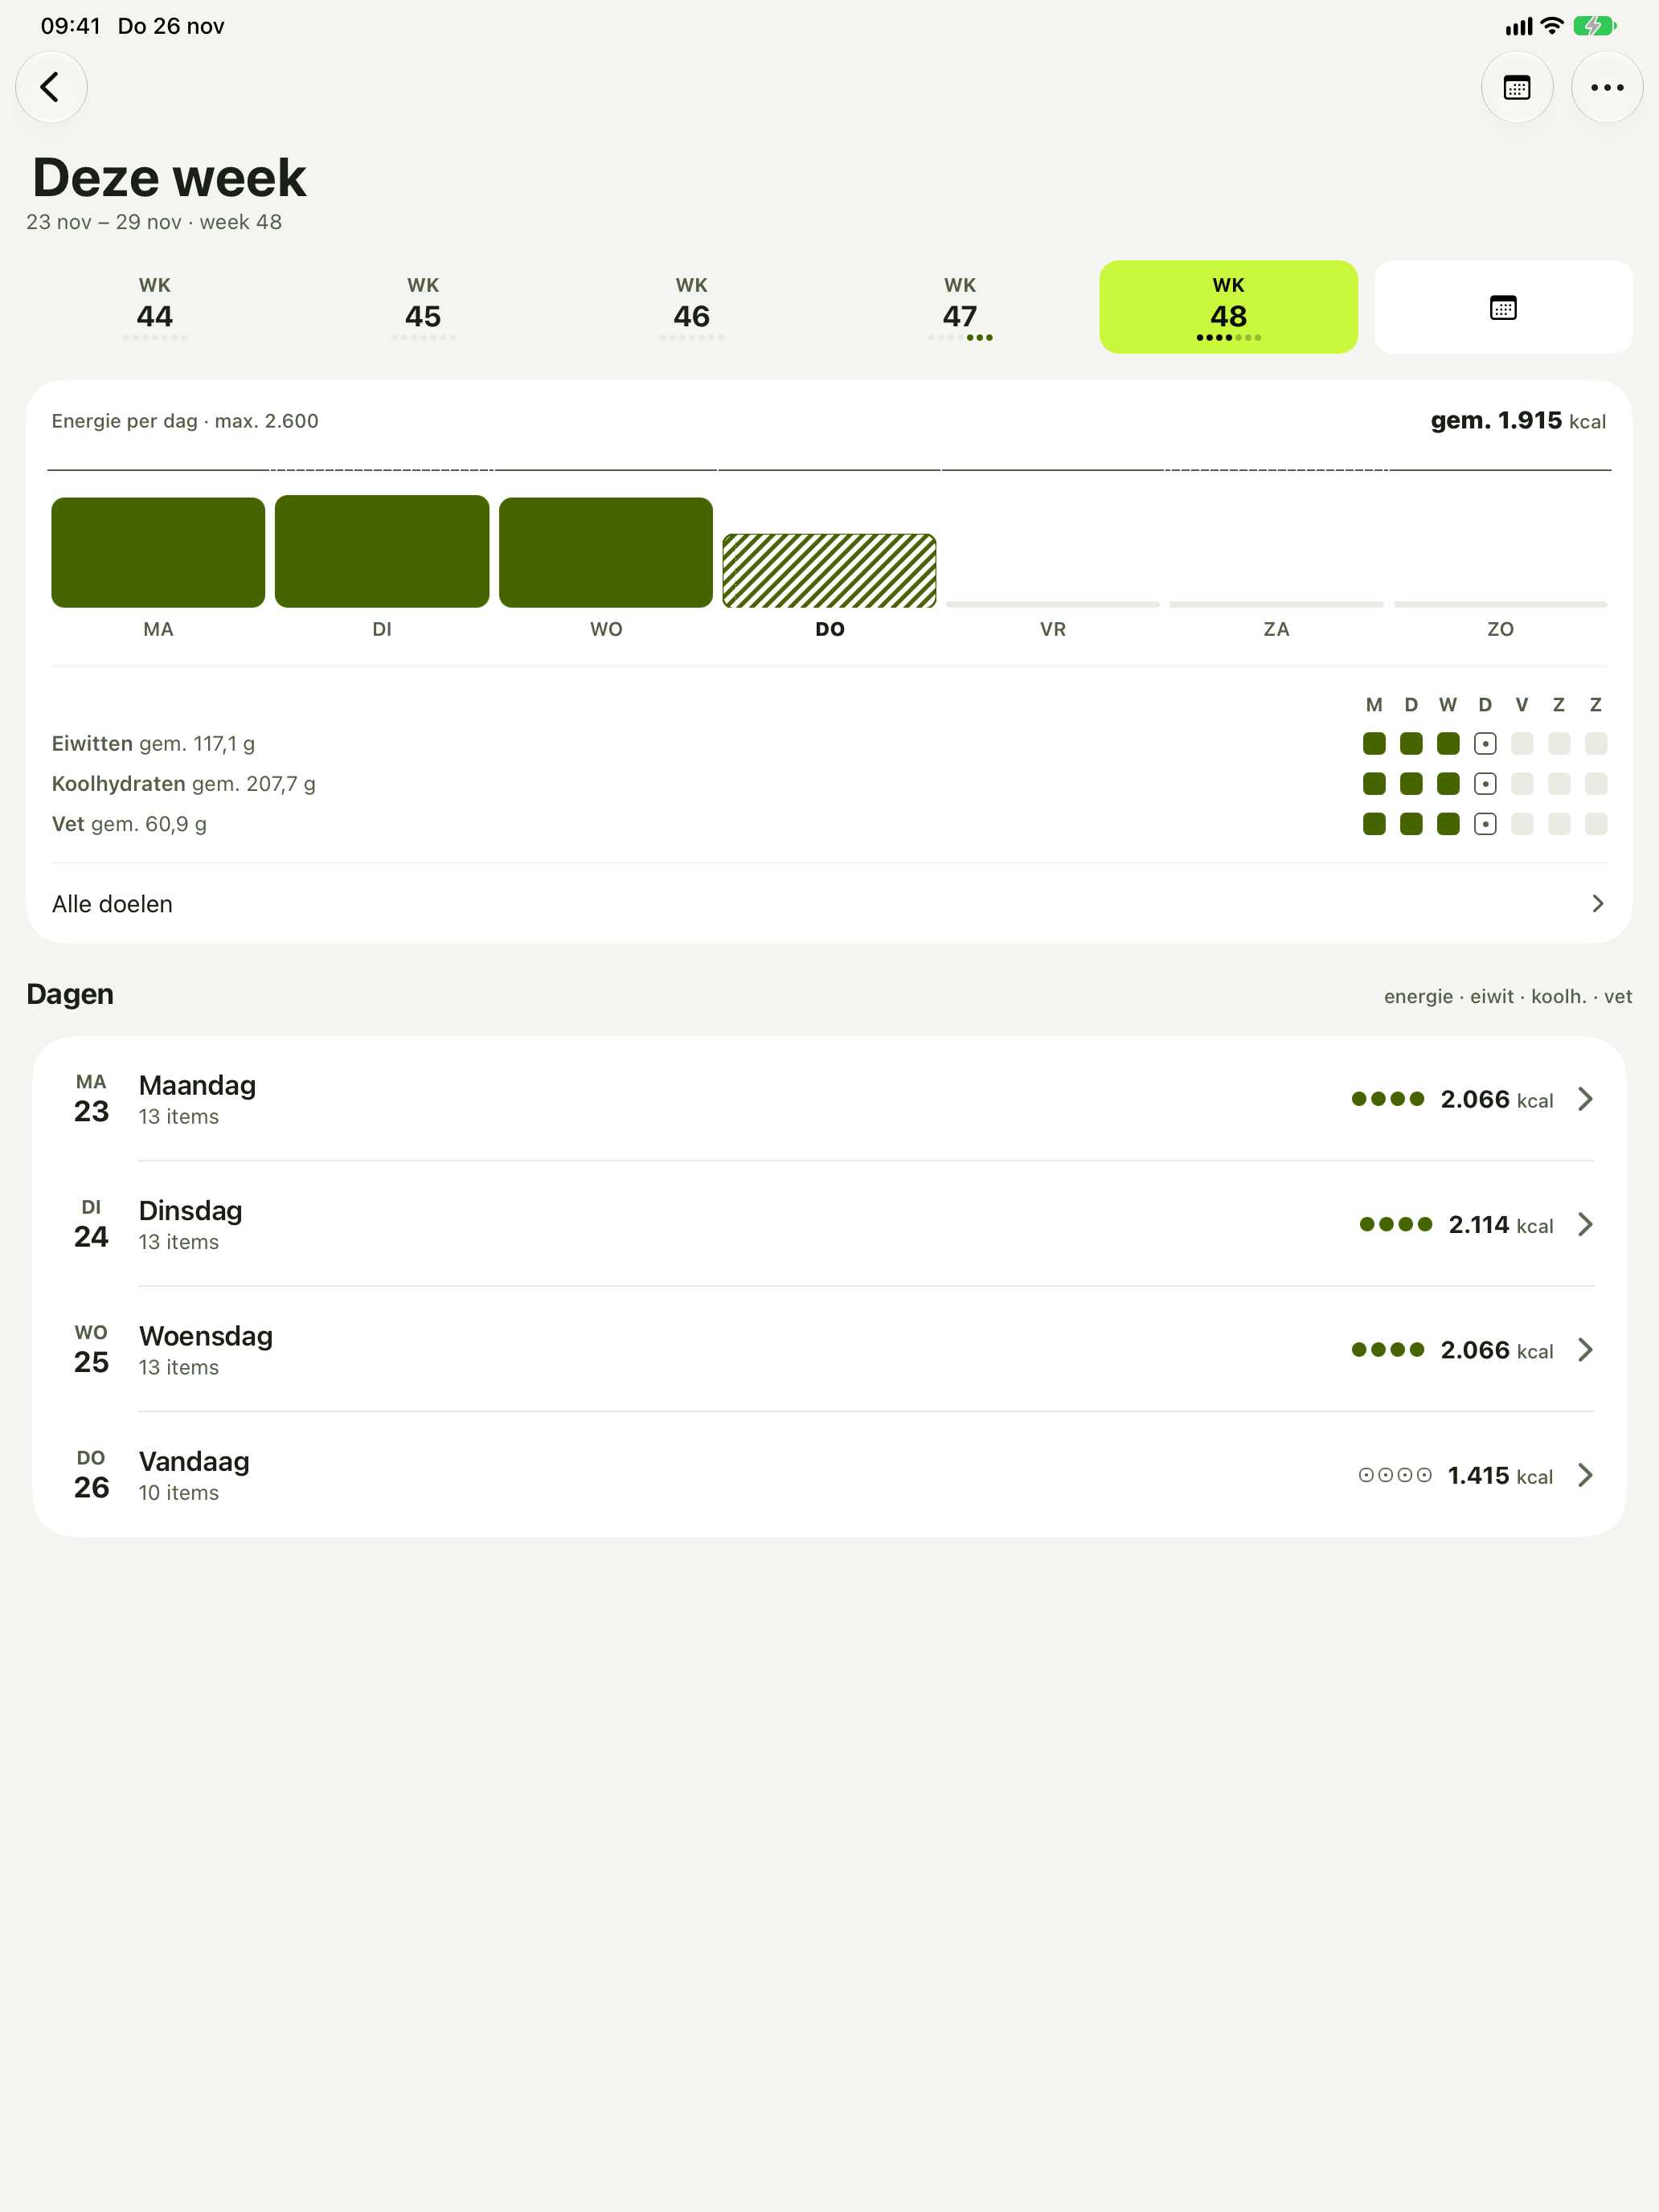 09:41 Do 26 nov
Deze week
23 nov – 29 nov · week 48
WK WK WK WK WK
44 45 46 47 48
Energie per dag · max. 2.600 gem. 1.915 kcal
MA DI WO DO VR ZA ZO
M D W D V Z Z
Eiwitten gem. 117,1 g
Koolhydraten gem. 207,7 g
Vet gem. 60,9 g
Alle doelen
Dagen energie · eiwit · koolh. · vet
MA Maandag
23 13 items 2.066 kcal
DI Dinsdag
24 13 items 2.114 kcal
WO Woensdag
25 13 items 2.066 kcal
DO Vandaag
26 10 items 1.415 kcal